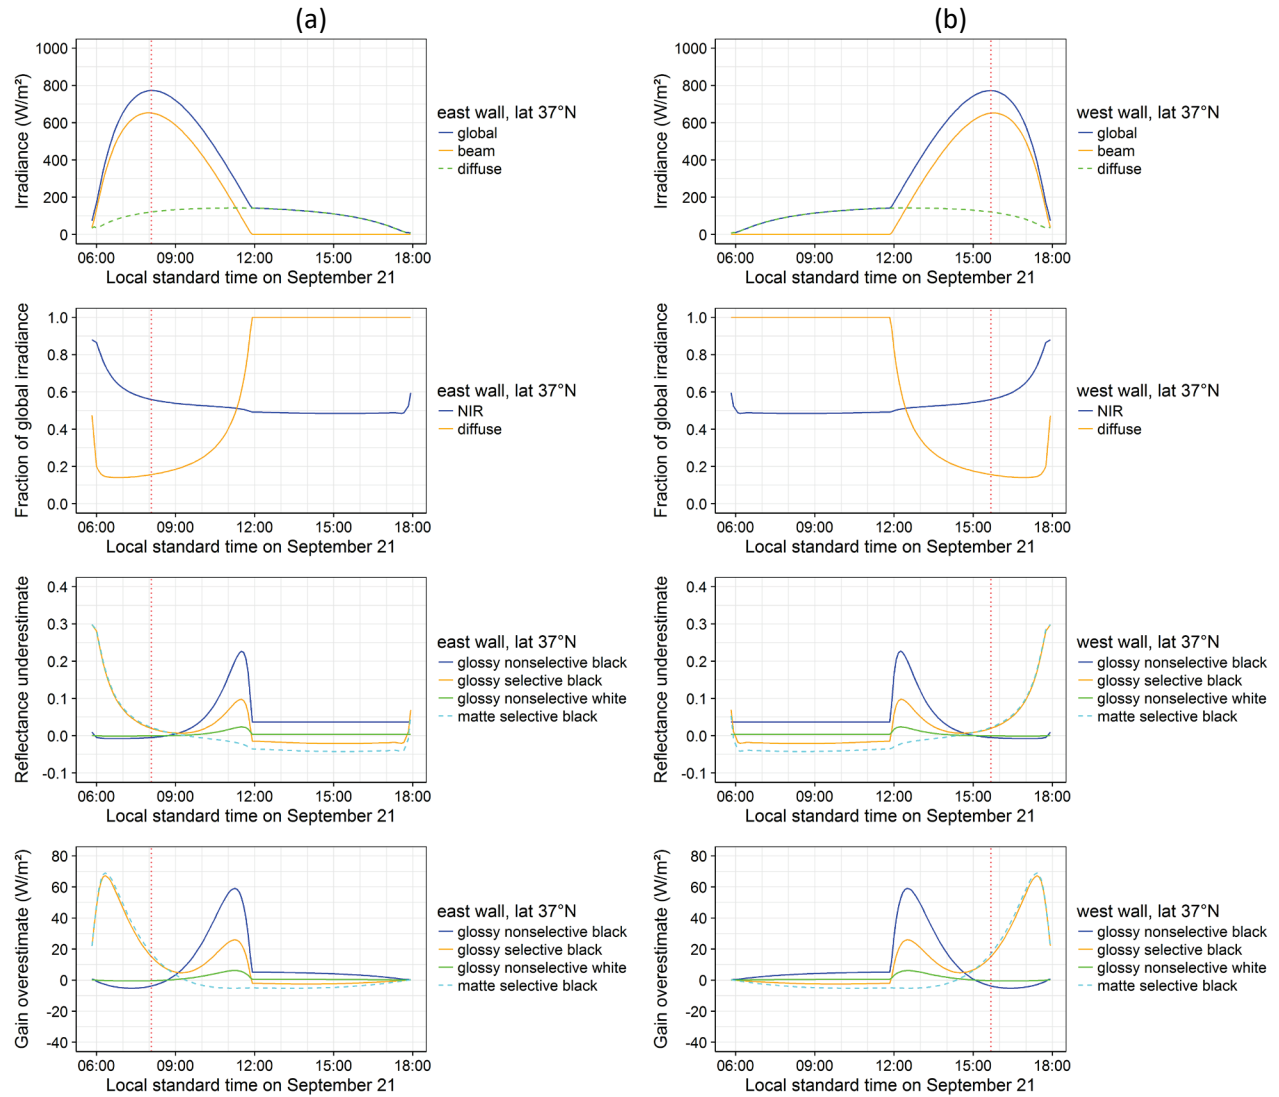 (a)
(b)
Irradiance (W/m²)
1000
800
600
400
200
0
06:00 09:00 12:00 15:00 18:00
Local standard time on September 21
east wall, lat 37°N
global
beam
diffuse
Irradiance (W/m²)
1000
800
600
400
200
0
06:00 09:00 12:00 15:00 18:00
Local standard time on September 21
west wall, lat 37°N
global
beam
diffuse
Fraction of global irradiance
1.0
0.8
0.6
0.4
0.2
0.0
06:00 09:00 12:00 15:00 18:00
Local standard time on September 21
east wall, lat 37°N
NIR
diffuse
Fraction of global irradiance
1.0
0.8
0.6
0.4
0.2
0.0
06:00 09:00 12:00 15:00 18:00
Local standard time on September 21
west wall, lat 37°N
NIR
diffuse
Reflectance underestimate
0.4
0.3
0.2
0.1
0.0
-0.1
06:00 09:00 12:00 15:00 18:00
Local standard time on September 21
east wall, lat 37°N
glossy nonselective black
glossy selective black
glossy nonselective white
matte selective black
Reflectance underestimate
0.4
0.3
0.2
0.1
0.0
-0.1
06:00 09:00 12:00 15:00 18:00
Local standard time on September 21
west wall, lat 37°N
glossy nonselective black
glossy selective black
glossy nonselective white
matte selective black
Gain overestimate (W/m²)
80
60
40
20
0
-20
-40
06:00 09:00 12:00 15:00 18:00
Local standard time on September 21
east wall, lat 37°N
glossy nonselective black
glossy selective black
glossy nonselective white
matte selective black
Gain overestimate (W/m²)
80
60
40
20
0
-20
-40
06:00 09:00 12:00 15:00 18:00
Local standard time on September 21
west wall, lat 37°N
glossy nonselective black
glossy selective black
glossy nonselective white
matte selective black